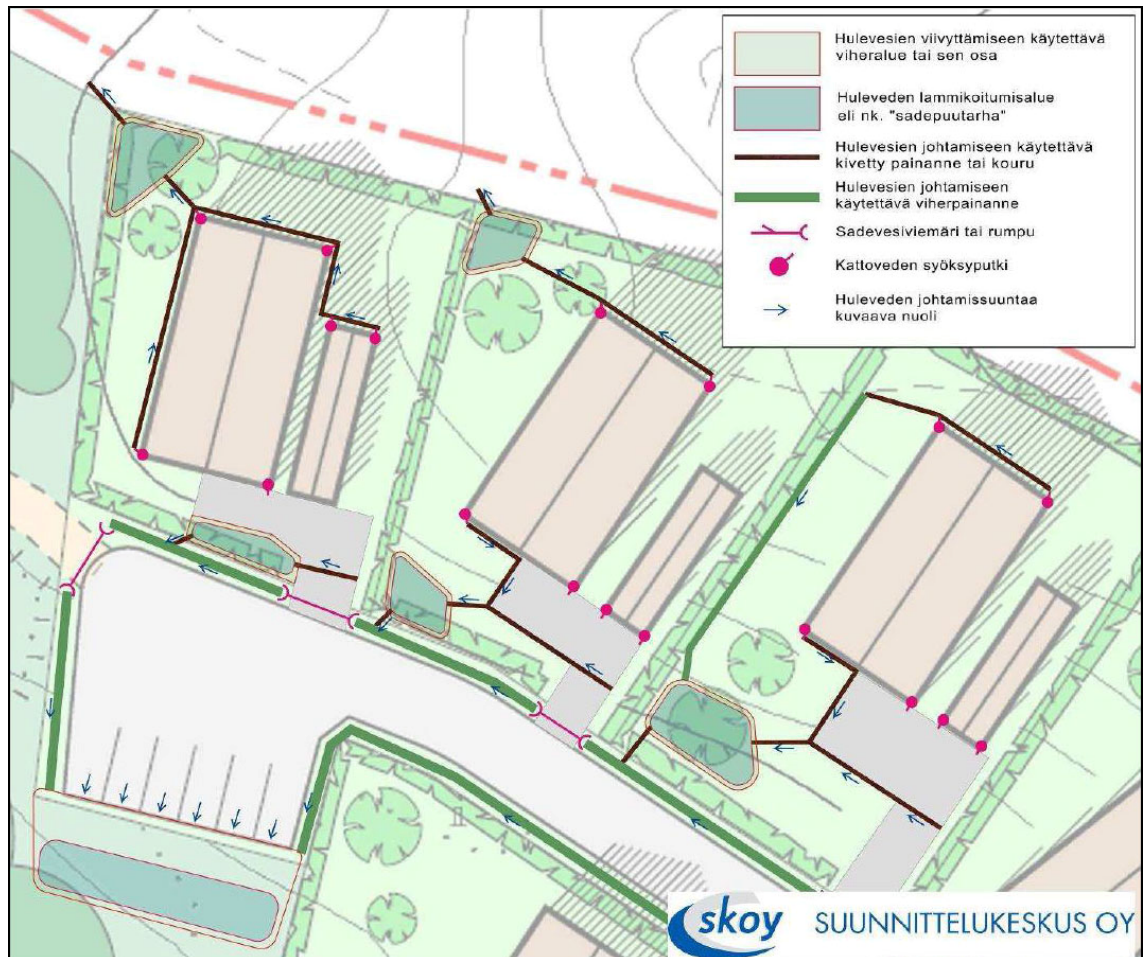 Hulevesien viivyttämiseen käytettävä
viheralue tai sen osa
Huleveden lammikoitumisalue
eli nk. "sadepuutarha"
Hulevesien johtamiseen käytettävä
kivetty painanne tai kouru
Hulevesien johtamiseen
käytettävä viherpainanne
Sadevesiviemäri tai rumpu
Kattoveden syöksyputki
Huleveden johtamissuuntaa
kuvaava nuoli
skoy SUUNNITTELUKESKUS OY